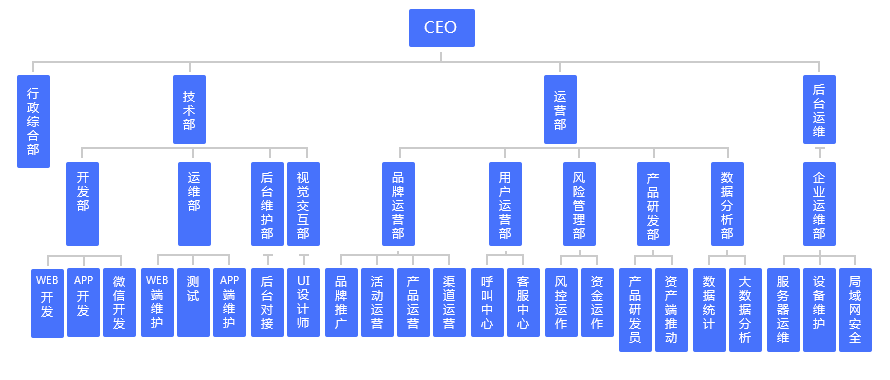 CEO
行政综合部
技术部
运营部
后台运维
开发部
运维部
后台维护部
视觉交互部
品牌运营部
用户运营部
风险管理部
产品研发部
数据分析部
企业运维部
WEB开发
APP开发
微信开发
WEB端维护
测试
APP端维护
后台对接
UI设计师
品牌推广
活动运营
产品运营
渠道运营
呼叫中心
客服中心
风控运作
资金运作
产品研发员
资产端推动
数据统计
大数据分析
服务器运维
设备维护
局域网安全